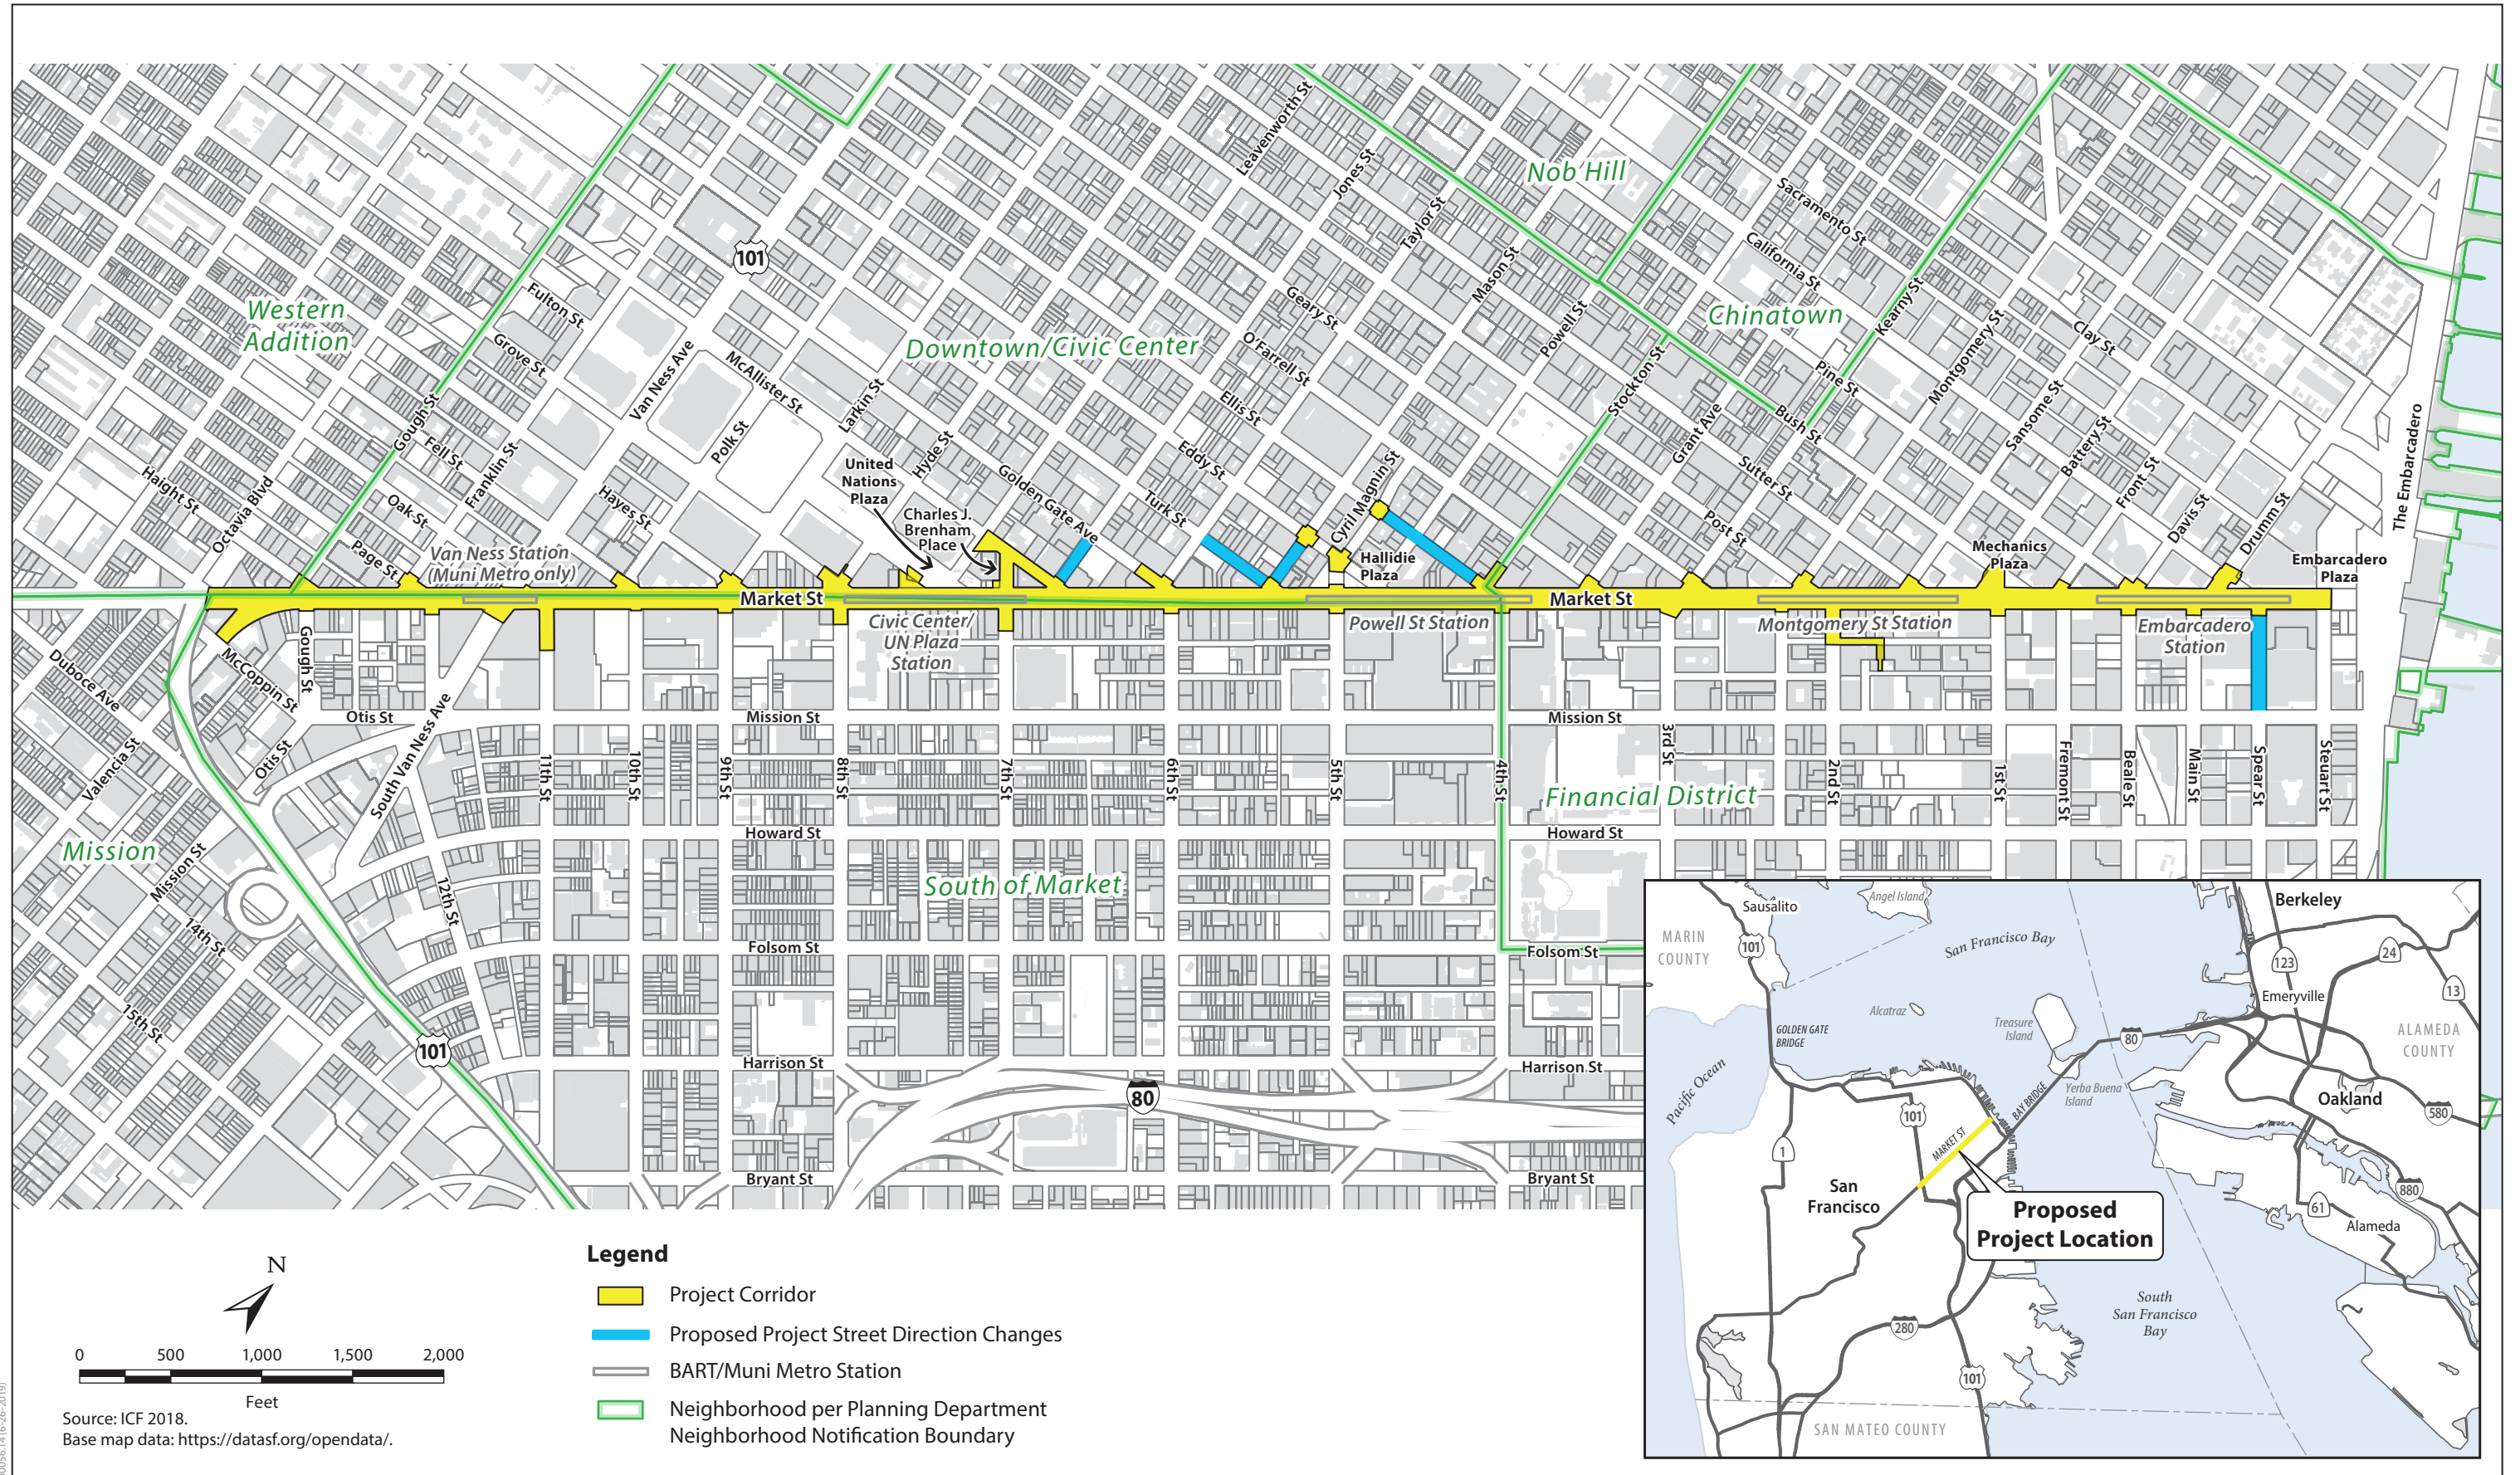 Leavenworth St
Jones St
Taylor St
Mason St
Powell St
Nob Hill
Sacramento St
California St
Chinatown
Kearny St
Montgomery St
Clay St
Pine St
Bush St
Sansome St
Battery St
Front St
Davis St
Drumm St
The Embarcadero
101
Western
Addition
Fulton St
Grove St
Van Ness Ave
McAllister St
Polk St
Larkin St
Hyde St
Downtown/Civic Center
Geary St
O'Farrell St
Ellis St
Eddy St
Turk St
Golden Gate Ave
Cyril Magnin St
Stockton St
Grant Ave
Sutter St
Post St
Gough St
Fell St
Franklin St
Oak St
Page St
Haight St
Octavia Blvd
Hayes St
United
Nations
Plaza
Charles J.
Brenham
Place
Hallidie
Plaza
Mechanics
Plaza
Embarcadero
Plaza
Van Ness Station
(Muni Metro only)
Market St
Market St
Civic Center/
UN Plaza
Station
Powell St Station
Montgomery St Station
Embarcadero
Station
Duboce Ave
McCoppin St
Gough St
Otis St
Otis St
Valencia St
South Van Ness Ave
Mission St
Mission St
Mission St
11th St
10th St
9th St
8th St
7th St
6th St
5th St
4th St
3rd St
2nd St
1st St
Fremont St
Beale St
Main St
Spear St
Steuart St
Financial District
Howard St
Howard St
Mission
South of Market
12th St
14th St
15th St
Folsom St
Folsom St
101
Harrison St
Harrison St
80
Bryant St
Bryant St
Sausalito
Angel Island
Berkeley
MARIN
COUNTY
101
San Francisco Bay
123
24
13
Emeryville
Alcatraz
Treasure
Island
GOLDEN GATE
BRIDGE
80
ALAMEDA
COUNTY
Pacific Ocean
BAY BRIDGE
Yerba Buena
Island
Oakland
580
101
MARKET ST
1
San
Francisco
Proposed
Project Location
880
61
Alameda
South
San Francisco
Bay
280
101
SAN MATEO COUNTY
N
0 500 1,000 1,500 2,000
Feet
Source: ICF 2018.
Base map data: https://datasf.org/opendata/.
Legend
Project Corridor
Proposed Project Street Direction Changes
BART/Muni Metro Station
Neighborhood per Planning Department
Neighborhood Notification Boundary